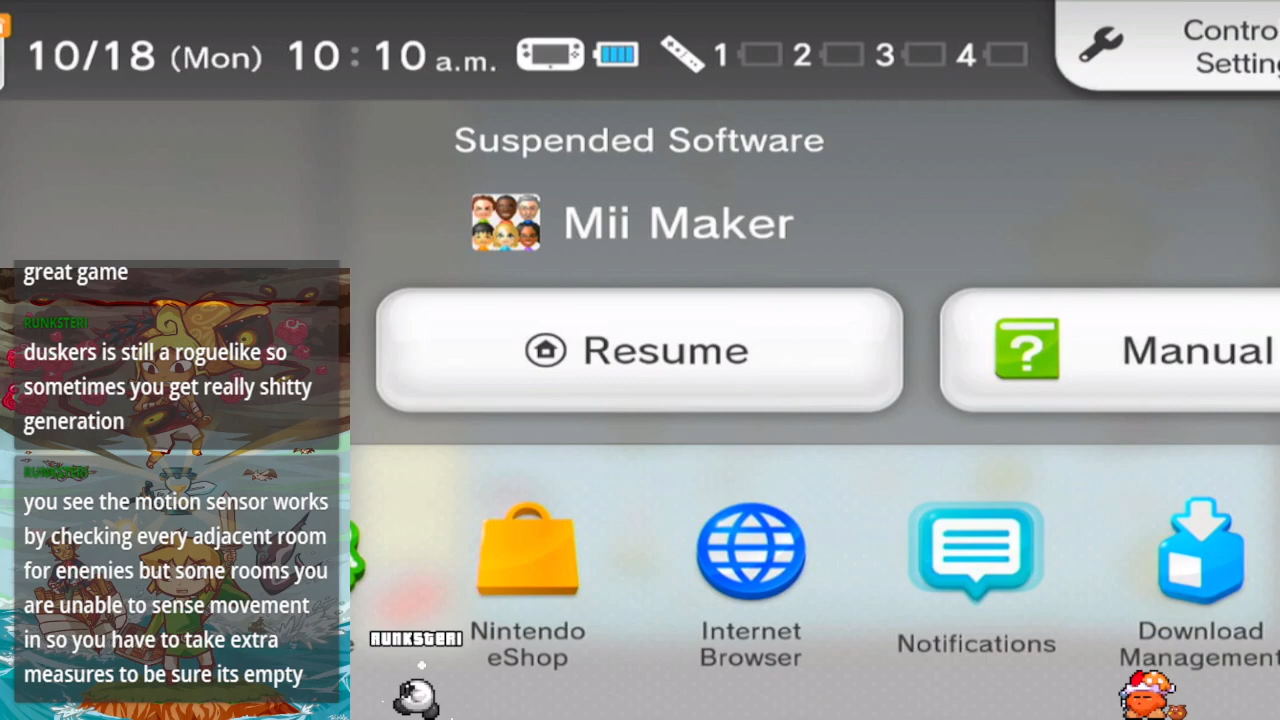 10/18 (Mon) 10:10 a.m. 1 2 3 4
Suspended Software
Mii Maker
Resume
? Manual
Nintendo
eShop
Internet
Browser
Notifications
Download
Management
great game
RUNKSTERI
duskers is still a roguelike so
sometimes you get really shitty
generation
RUNKSTERI
you see the motion sensor works
by checking every adjacent room
for enemies but some rooms you
are unable to sense movement
in so you have to take extra
measures to be sure its empty
RUNKSTERI